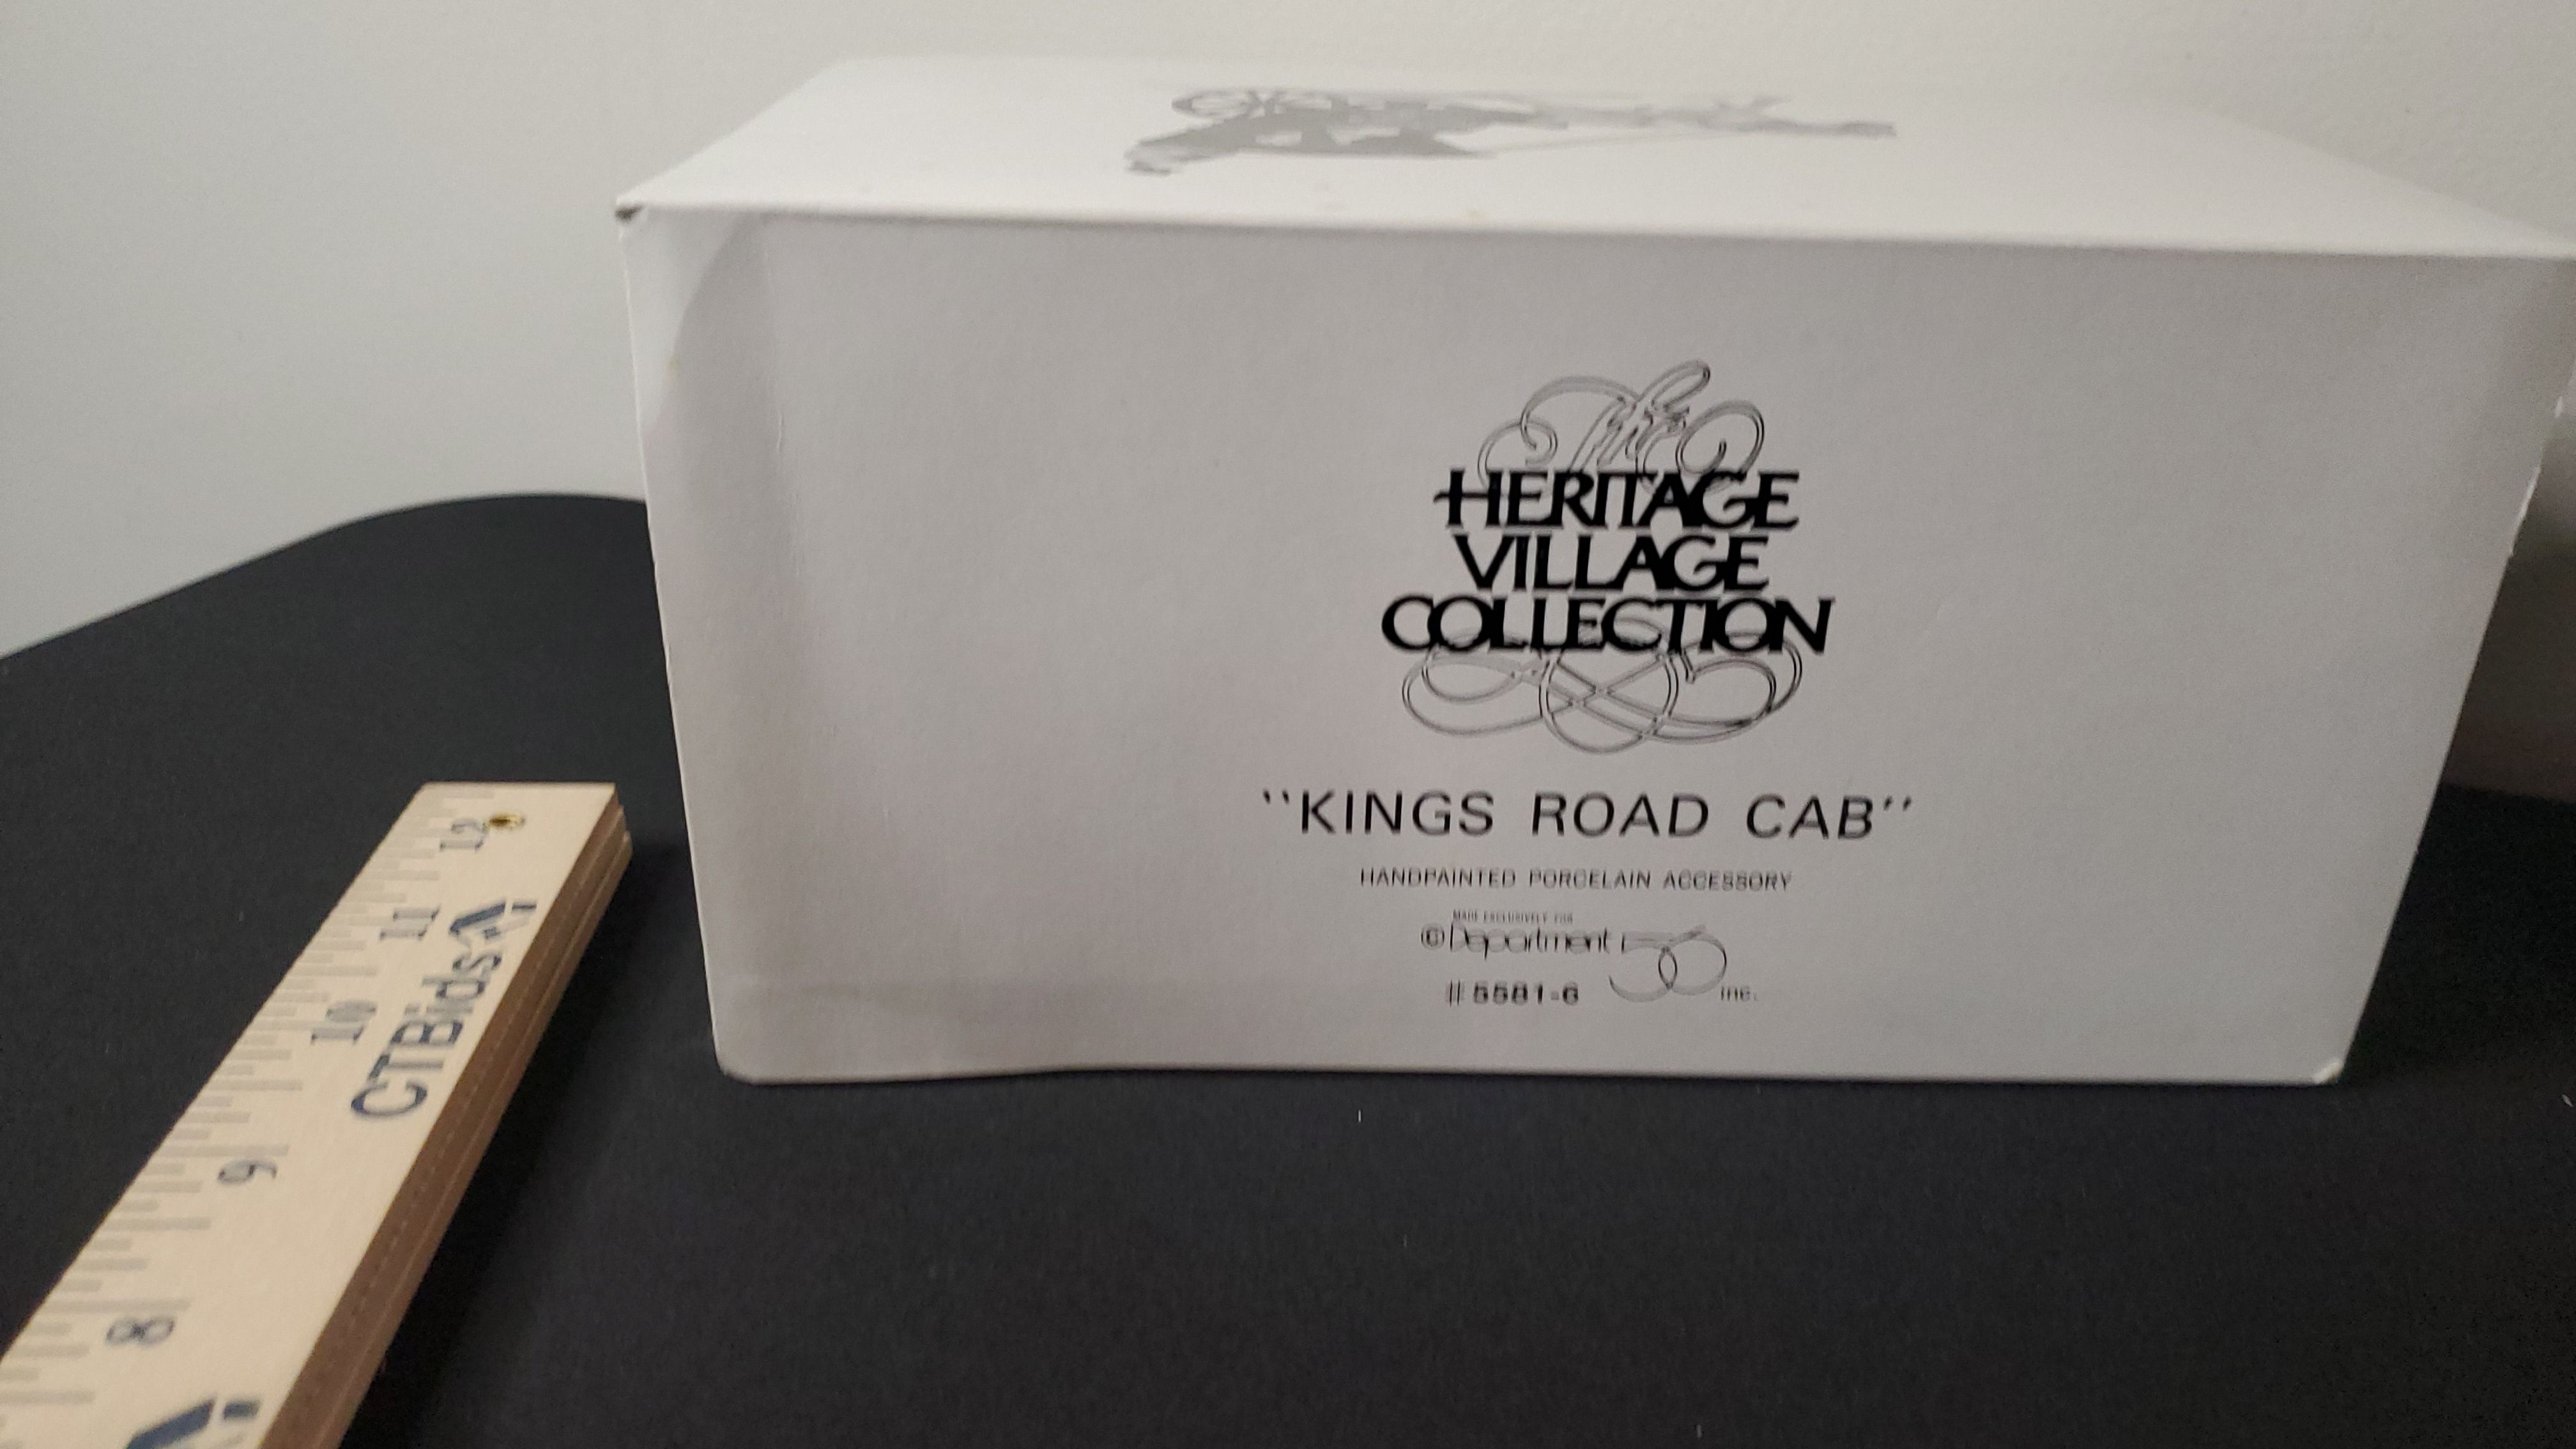 The
HERITAGE
VILLAGE
COLLECTION
"KINGS ROAD CAB"
HANDPAINTED PORCELAIN ACCESSORY
MADE EXCLUSIVELY FOR
©Department 56 inc.
# 5581-6
12
11
10
9
8
CTBids